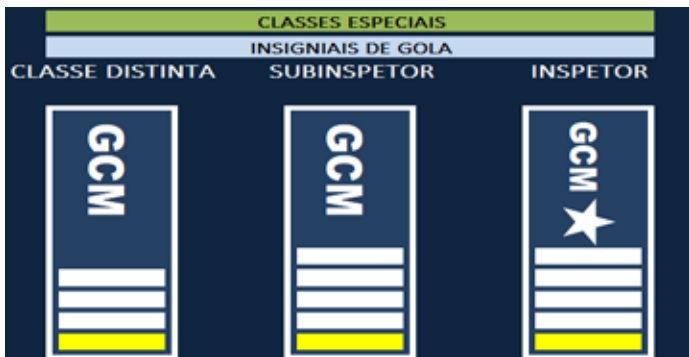 CLASSES ESPECIAIS
INSIGNIAIS DE GOLA
CLASSE DISTINTA SUBINSPETOR INSPETOR
GCM GCM GCM